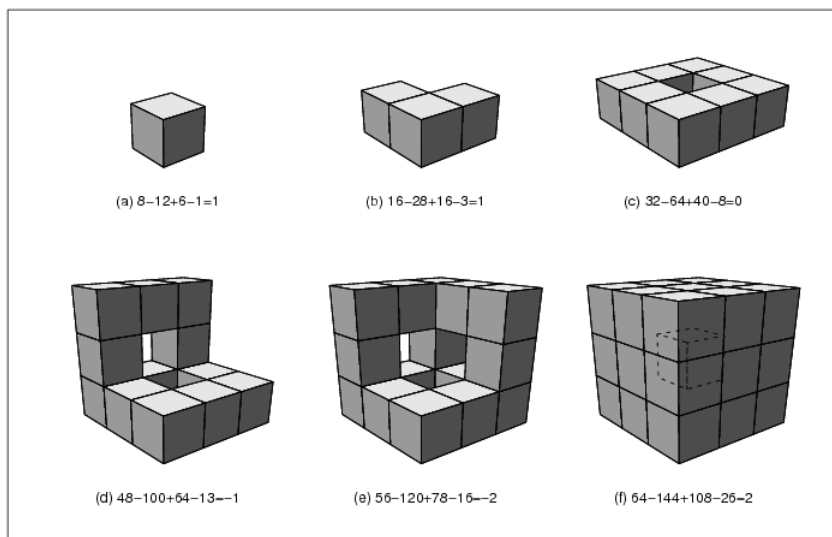 (a) 8−12+6−1=1
(b) 16−28+16−3=1
(c) 32−64+40−8=0
(d) 48−100+64−13=−1
(e) 56−120+78−16=−2
(f) 64−144+108−26=2